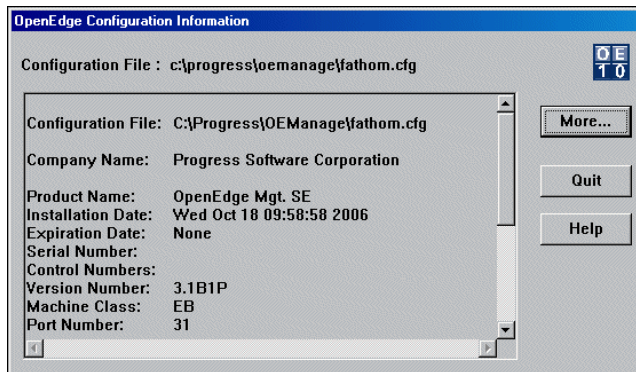 OpenEdge Configuration Information
Configuration File : c:\progress\oemanage\fathom.cfg
OE
10
Configuration File: C:\Progress\OEManage\fathom.cfg
More...
Company Name: Progress Software Corporation
Quit
Product Name: OpenEdge Mgt. SE
Installation Date: Wed Oct 18 09:58:58 2006
Expiration Date: None
Help
Serial Number:
Control Numbers:
Version Number: 3.1B1P
Machine Class: EB
Port Number: 31